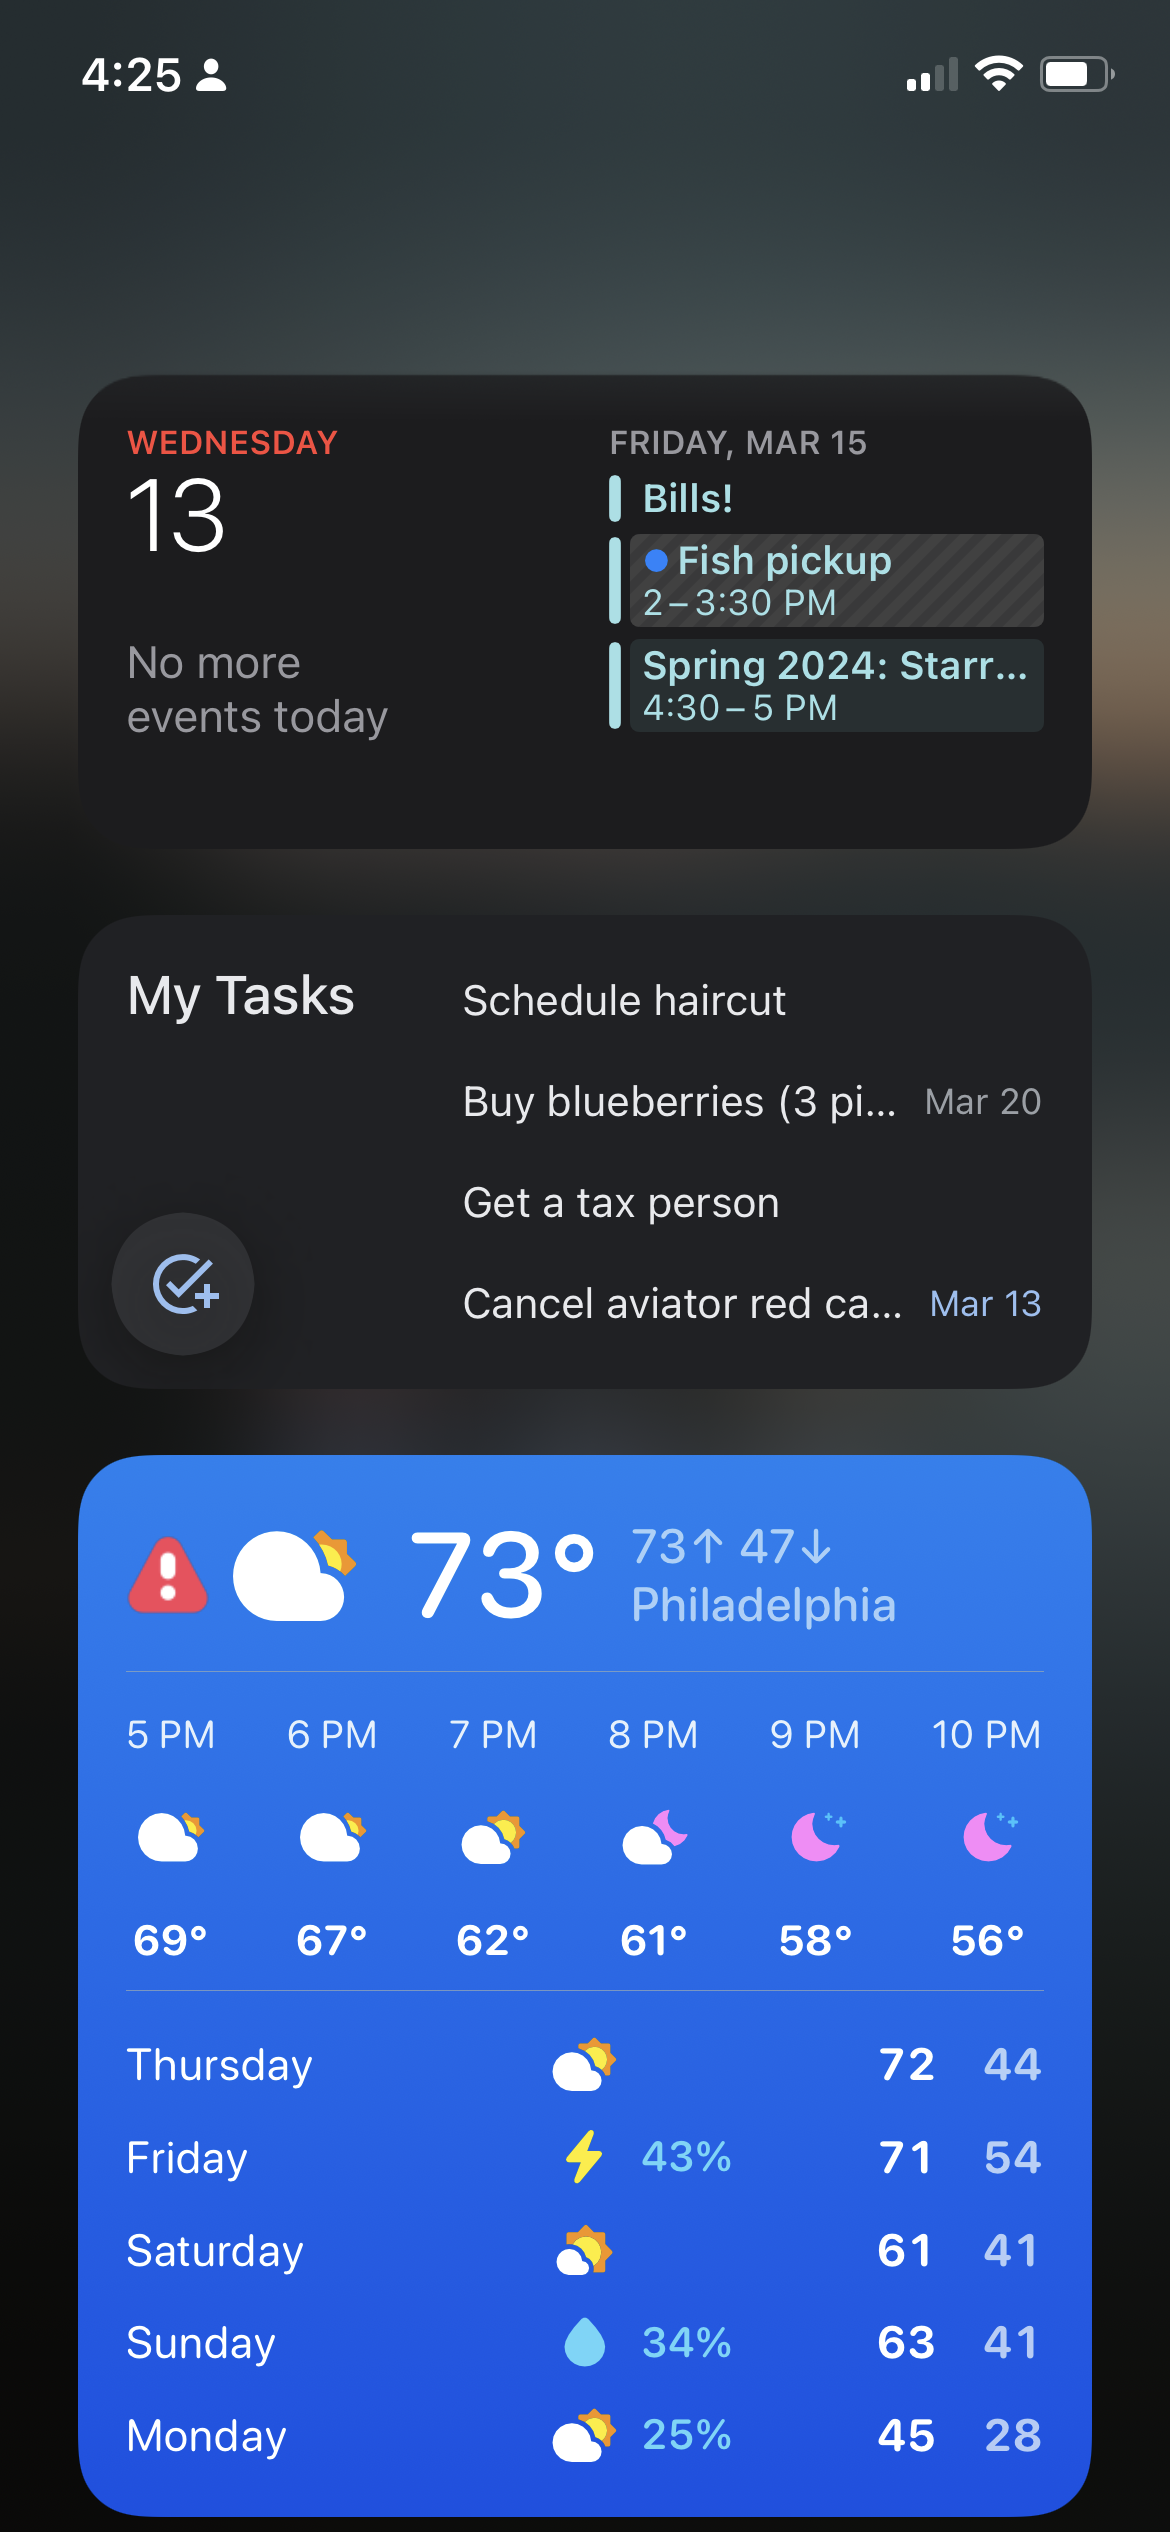 4:25
WEDNESDAY
13
No more
events today
FRIDAY, MAR 15
Bills!
Fish pickup
2–3:30 PM
Spring 2024: Starr...
4:30–5 PM
My Tasks
Schedule haircut
Buy blueberries (3 pi... Mar 20
Get a tax person
Cancel aviator red ca... Mar 13
73° 73↑ 47↓
Philadelphia
5 PM 6 PM 7 PM 8 PM 9 PM 10 PM
69° 67° 62° 61° 58° 56°
Thursday 72 44
Friday 43% 71 54
Saturday 61 41
Sunday 34% 63 41
Monday 25% 45 28